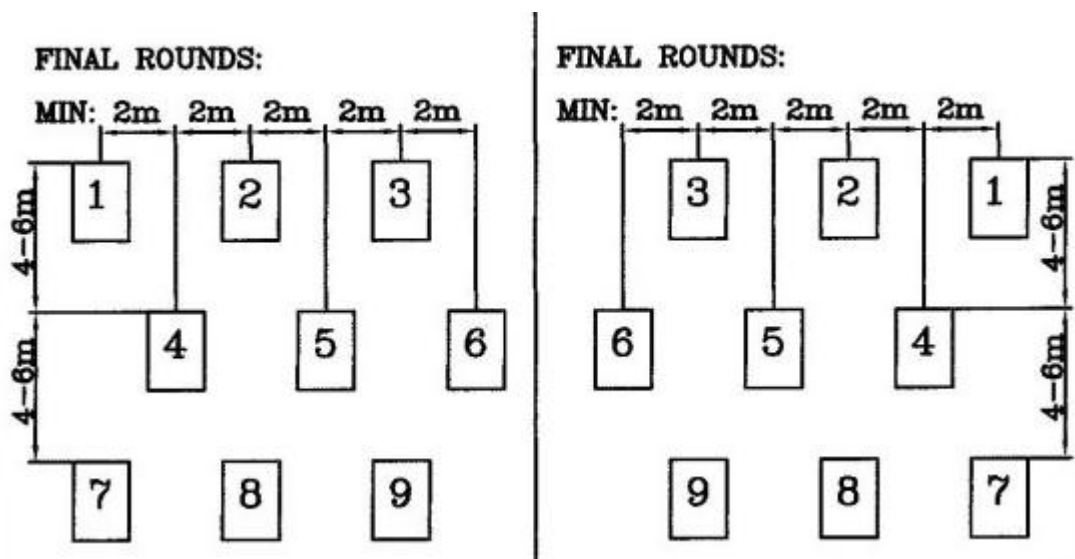 FINAL ROUNDS:
MIN: 2m 2m 2m 2m 2m
1 2 3
4-6m
4 5 6
4-6m
7 8 9
FINAL ROUNDS:
MIN: 2m 2m 2m 2m 2m
3 2 1
4-6m
6 5 4
4-6m
9 8 7